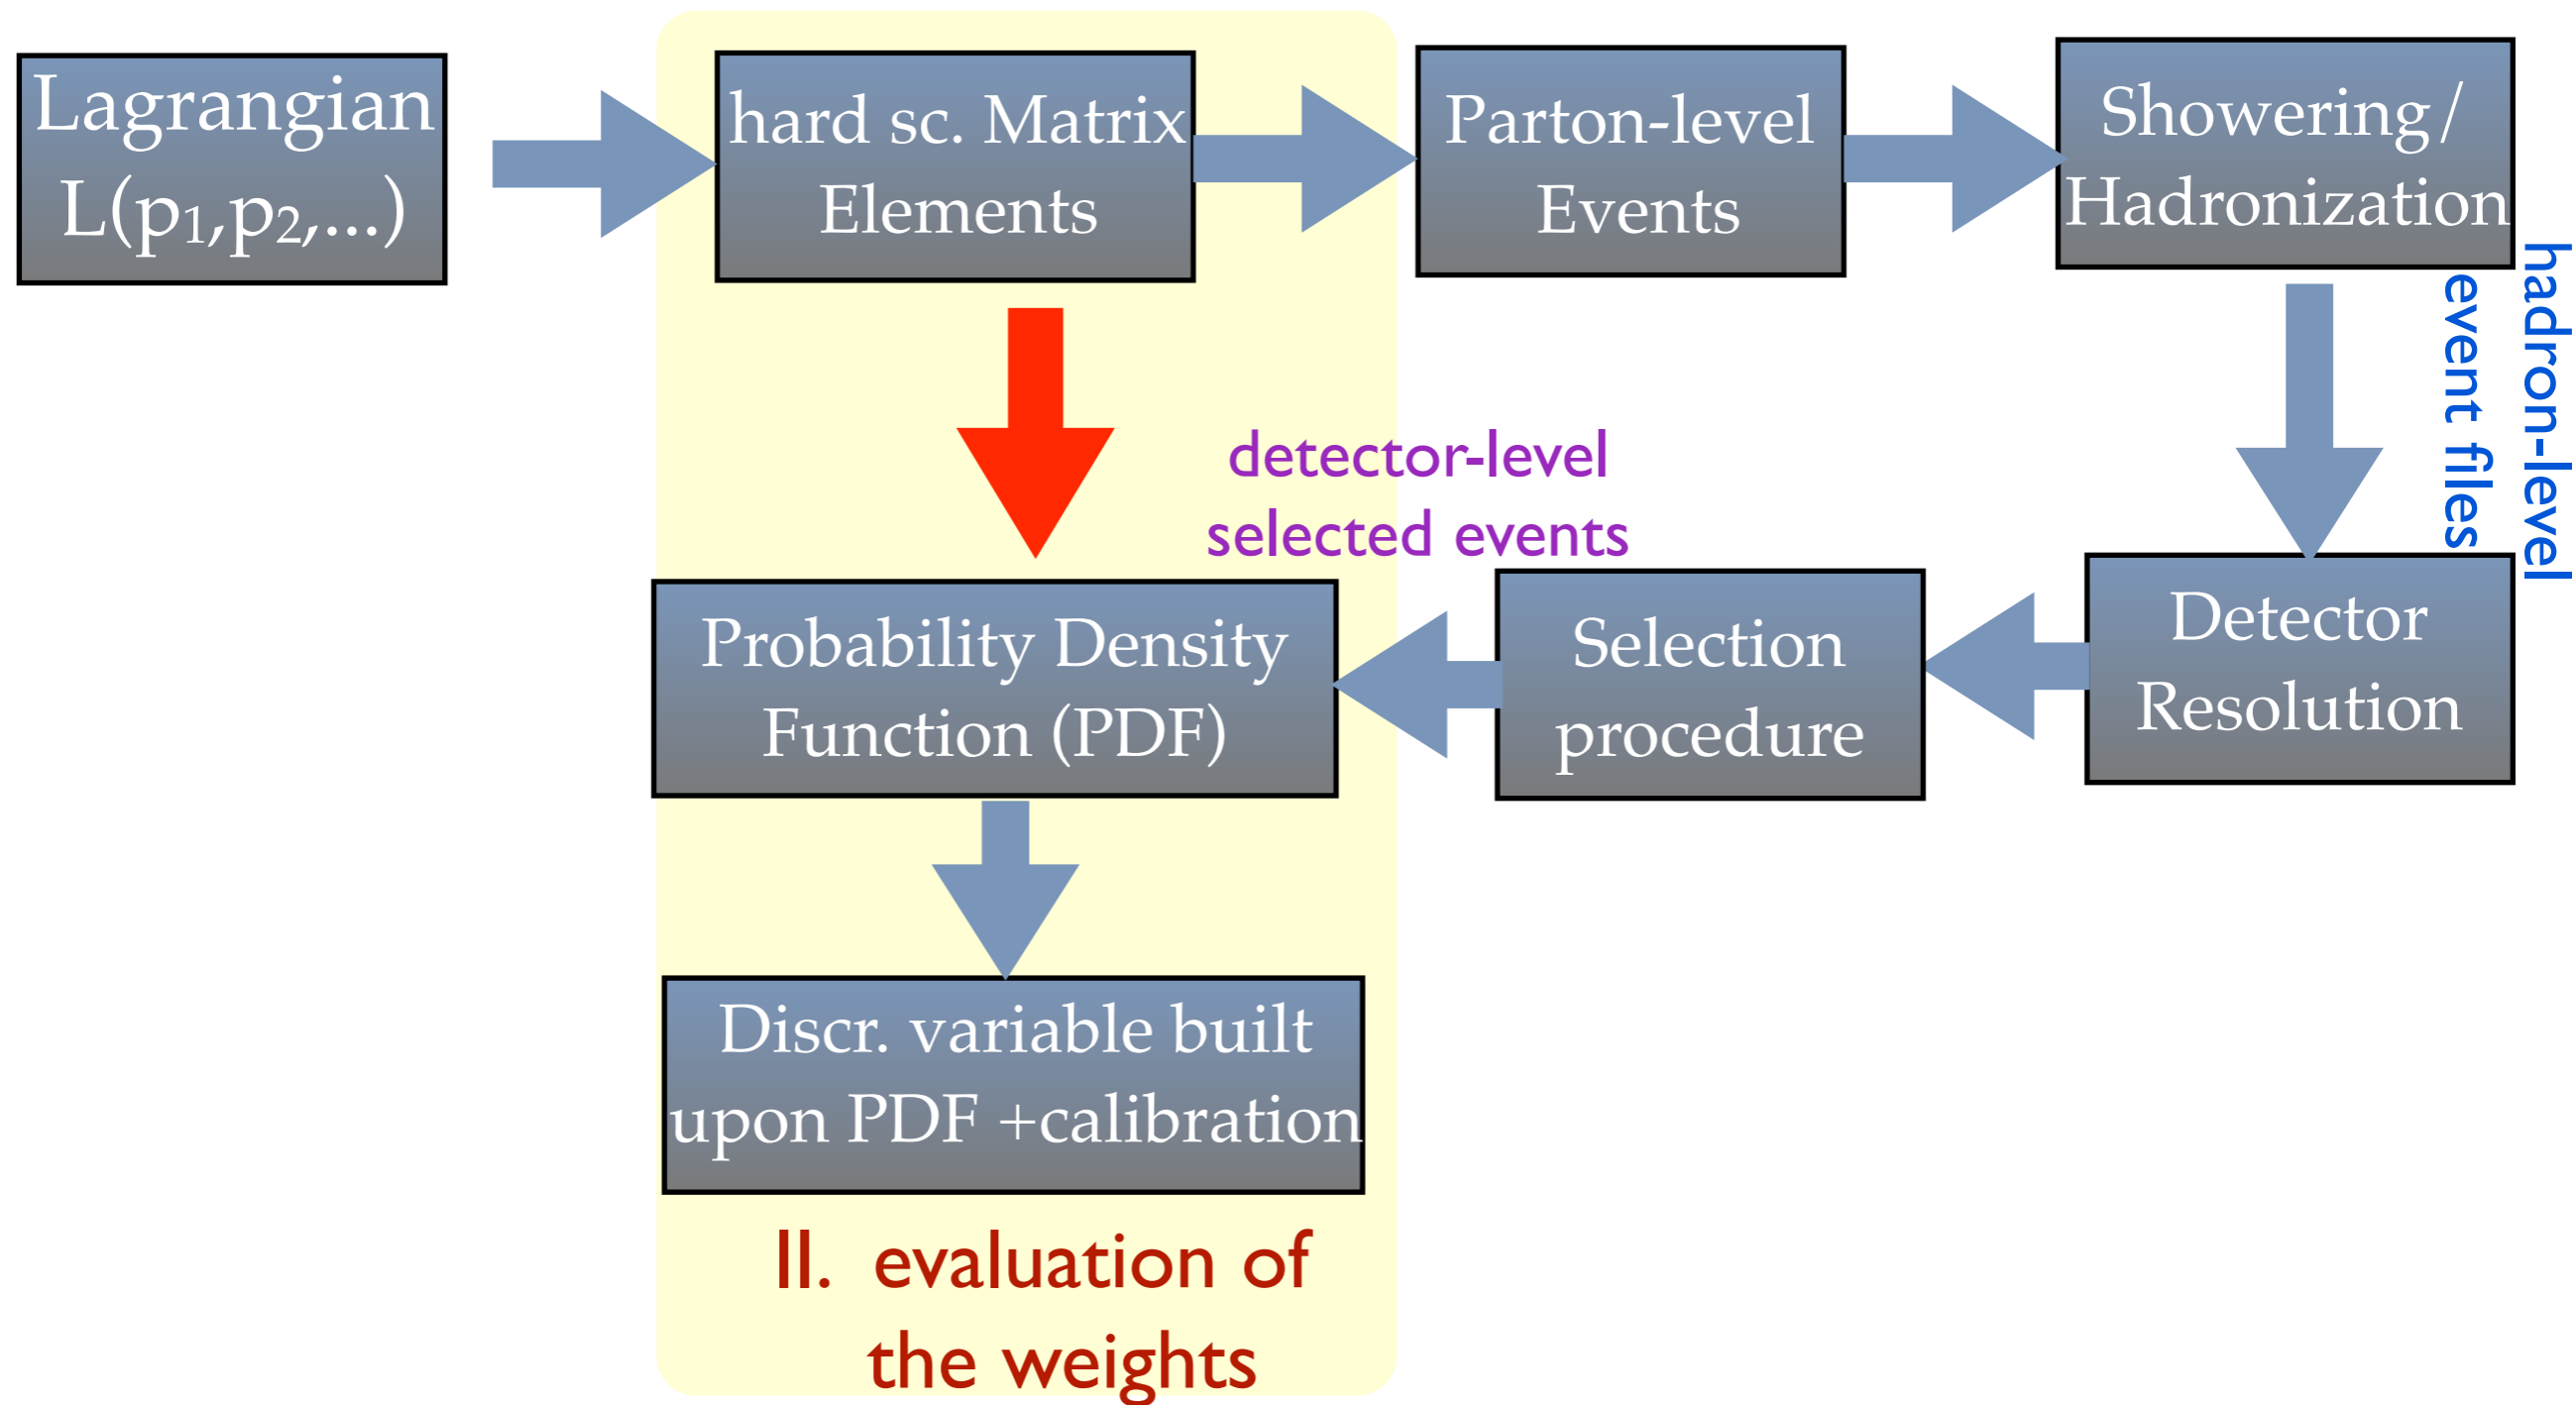 Lagrangian
L(p₁,p₂,...)
hard sc. Matrix
Elements
Parton-level
Events
Showering/
Hadronization
hadron-level
event files
detector-level
selected events
Detector
Resolution
Selection
procedure
Probability Density
Function (PDF)
Discr. variable built
upon PDF +calibration
II. evaluation of
the weights